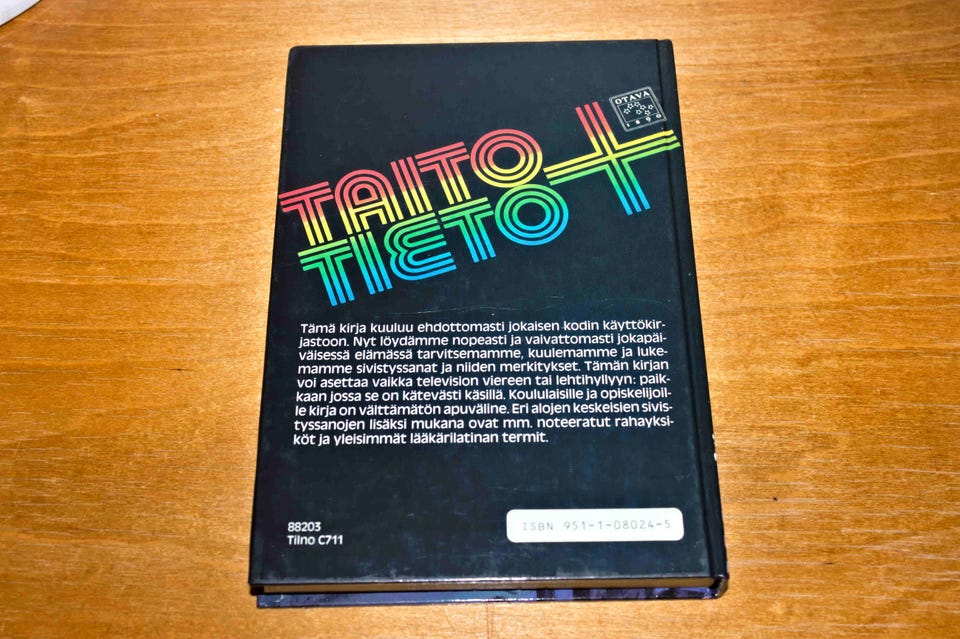 OTAVA
1890
TAITO
TIETO +
Tämä kirja kuuluu ehdottomasti jokaisen kodin käyttökir-
jastoon. Nyt löydämme nopeasti ja vaivattomasti jokapäi-
väisessä elämässä tarvitsemamme, kuulemamme ja luke-
mamme sivistyssanat ja niiden merkitykset. Tämän kirjan
voi asettaa vaikka television viereen tai lehtihyllyyn: paik-
kaan jossa se on kätevästi käsillä. Koululaisille ja opiskelijoil-
le kirja on välttämätön apuväline. Eri alojen keskeisien sivis-
tyssanojen lisäksi mukana ovat mm. noteeratut rahayksi-
köt ja yleisimmät lääkärilatinan termit.
88203
Tilno C711
ISBN 951-1-08024-5